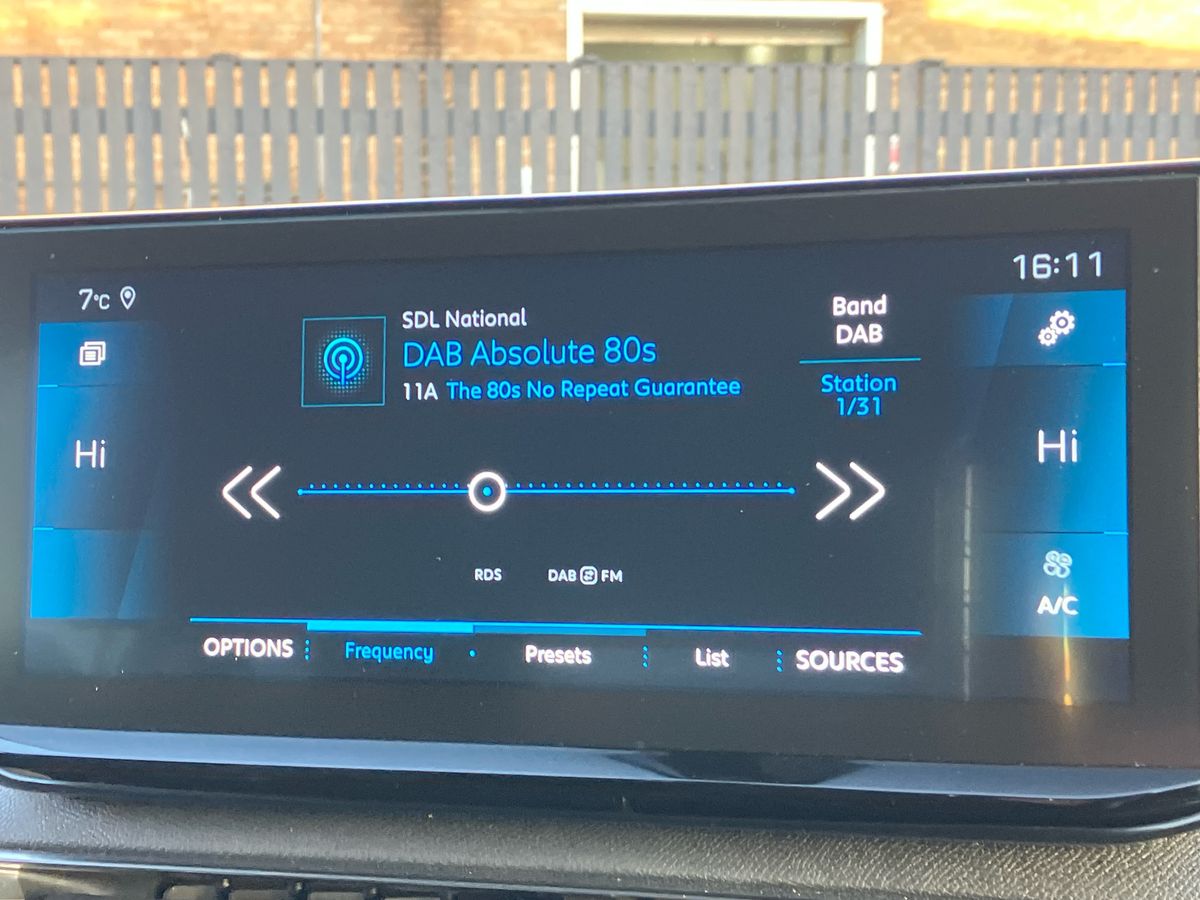 16:11
7°C
SDL National
DAB Absolute 80s
11A The 80s No Repeat Guarantee
Band
DAB
Station
1/31
Hi
Hi
RDS
DAB FM
A/C
OPTIONS Frequency Presets List SOURCES